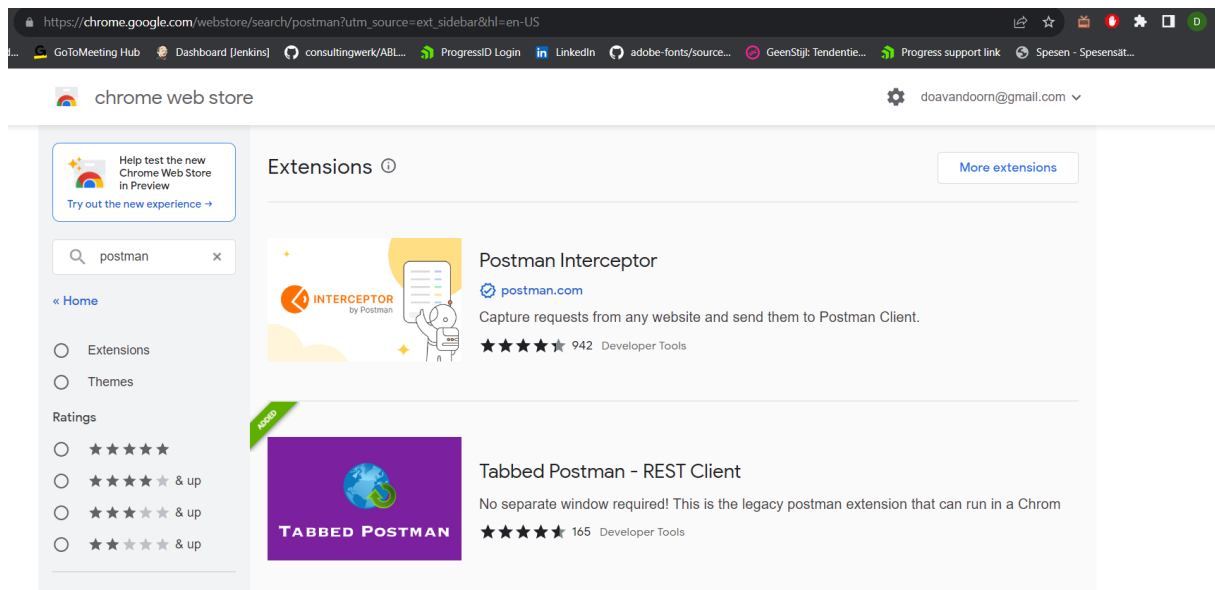 https://chrome.google.com/webstore/search/postman?utm_source=ext_sidebar&hl=en-US
D
d... GoToMeeting Hub Dashboard [Jenkins] consultingwerk/ABL... ProgressID Login in LinkedIn adobe-fonts/source... GeenStijl: Tendentie... Progress support link Spesen - Spesensät...
chrome web store
doavandoorn@gmail.com
Help test the new
Chrome Web Store
in Preview
Try out the new experience →
postman
« Home
Extensions
Themes
Ratings
& up
& up
& up
Extensions
More extensions
INTERCEPTOR
by Postman
Postman Interceptor
postman.com
Capture requests from any website and send them to Postman Client.
942 Developer Tools
ADDED
TABBED POSTMAN
Tabbed Postman - REST Client
No separate window required! This is the legacy postman extension that can run in a Chrom
165 Developer Tools